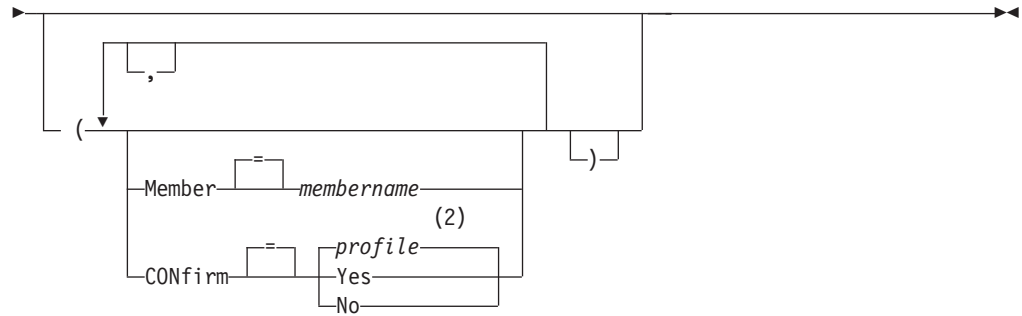 ,
( )
=
Member membername
(2)
= profile
CONfirm Yes
No